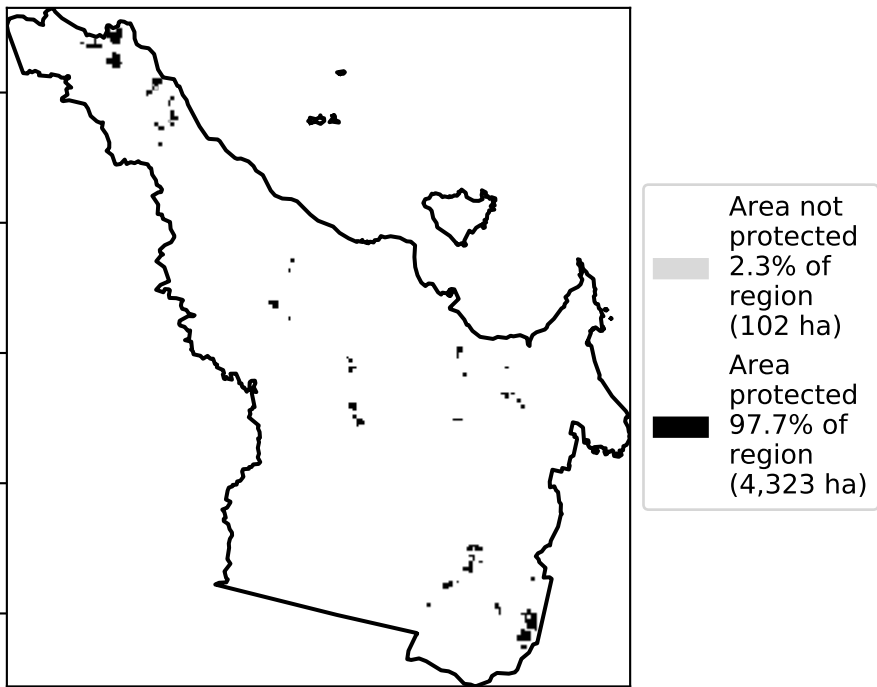 Area not
protected
2.3% of
region
(102 ha)
Area
protected
97.7% of
region
(4,323 ha)